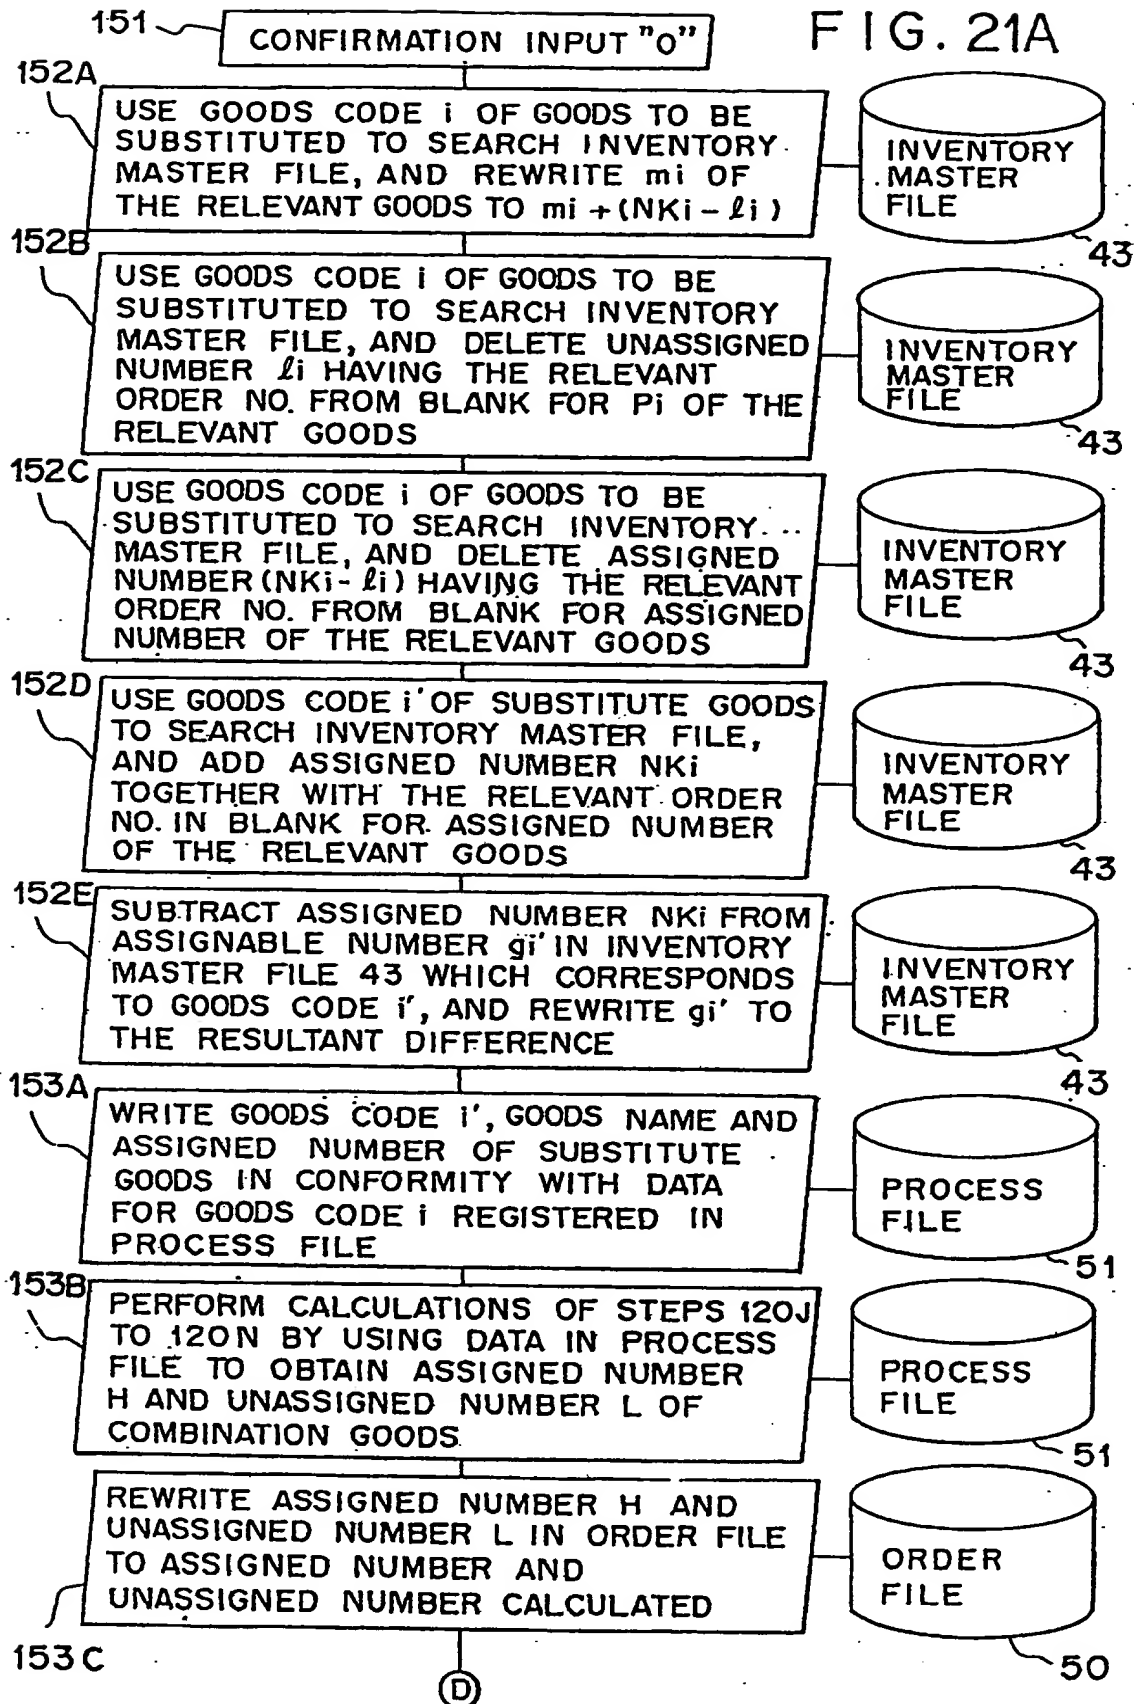 FIG. 21A
151
CONFIRMATION INPUT "0"
152A
USE GOODS CODE i OF GOODS TO BE
SUBSTITUTED TO SEARCH INVENTORY
MASTER FILE, AND REWRITE mi OF
THE RELEVANT GOODS TO mi + (NKi - ℓi)
INVENTORY
MASTER
FILE
43
152B
USE GOODS CODE i OF GOODS TO BE
SUBSTITUTED TO SEARCH INVENTORY
MASTER FILE, AND DELETE UNASSIGNED
NUMBER ℓi HAVING THE RELEVANT
ORDER NO. FROM BLANK FOR Pi OF THE
RELEVANT GOODS
INVENTORY
MASTER
FILE
43
152C
USE GOODS CODE i OF GOODS TO BE
SUBSTITUTED TO SEARCH INVENTORY
MASTER FILE, AND DELETE ASSIGNED
NUMBER (NKi - ℓi) HAVING THE RELEVANT
ORDER NO. FROM BLANK FOR ASSIGNED
NUMBER OF THE RELEVANT GOODS
INVENTORY
MASTER
FILE
43
152D
USE GOODS CODE i' OF SUBSTITUTE GOODS
TO SEARCH INVENTORY MASTER FILE,
AND ADD ASSIGNED NUMBER NKi
TOGETHER WITH THE RELEVANT ORDER
NO. IN BLANK FOR ASSIGNED NUMBER
OF THE RELEVANT GOODS
INVENTORY
MASTER
FILE
43
152E
SUBTRACT ASSIGNED NUMBER NKi FROM
ASSIGNABLE NUMBER gi' IN INVENTORY
MASTER FILE 43 WHICH CORRESPONDS
TO GOODS CODE i', AND REWRITE gi' TO
THE RESULTANT DIFFERENCE
INVENTORY
MASTER
FILE
43
153A
WRITE GOODS CODE i', GOODS NAME AND
ASSIGNED NUMBER OF SUBSTITUTE
GOODS IN CONFORMITY WITH DATA
FOR GOODS CODE i REGISTERED IN
PROCESS FILE
PROCESS
FILE
51
153B
PERFORM CALCULATIONS OF STEPS 120J
TO 120N BY USING DATA IN PROCESS
FILE TO OBTAIN ASSIGNED NUMBER
H AND UNASSIGNED NUMBER L OF
COMBINATION GOODS
PROCESS
FILE
51
REWRITE ASSIGNED NUMBER H AND
UNASSIGNED NUMBER L IN ORDER FILE
TO ASSIGNED NUMBER AND
UNASSIGNED NUMBER CALCULATED
153C
ORDER
FILE
50
D